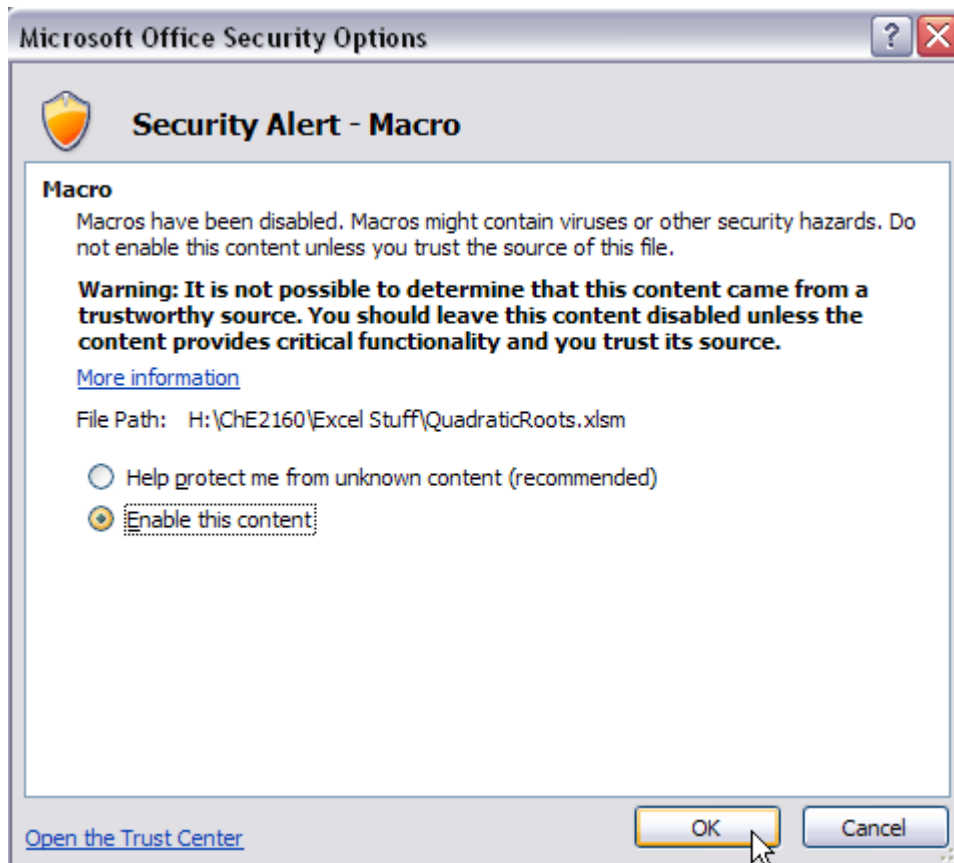 Microsoft Office Security Options
Security Alert - Macro
Macro
Macros have been disabled. Macros might contain viruses or other security hazards. Do
not enable this content unless you trust the source of this file.
Warning: It is not possible to determine that this content came from a
trustworthy source. You should leave this content disabled unless the
content provides critical functionality and you trust its source.
More information
File Path: H:\ChE2160\Excel Stuff\QuadraticRoots.xlsm
Help protect me from unknown content (recommended)
Enable this content
Open the Trust Center
OK
Cancel